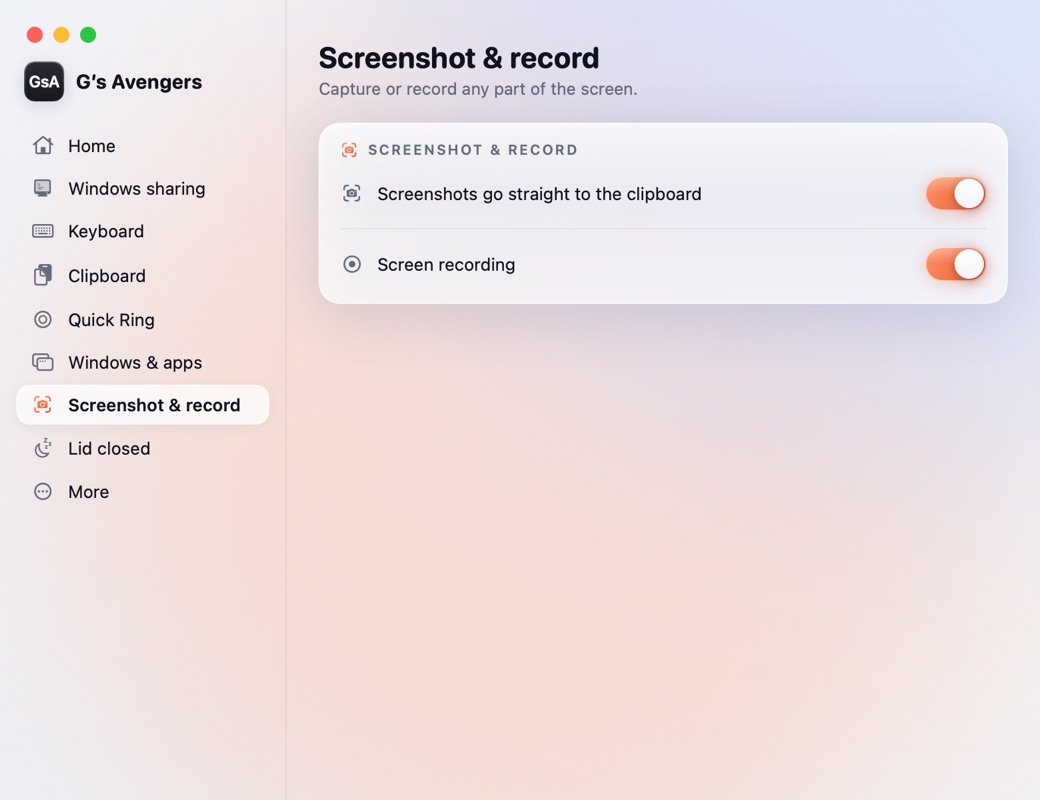 GsA
G's Avengers
Home
Windows sharing
Keyboard
Clipboard
Quick Ring
Windows & apps
Screenshot & record
Lid closed
More
Screenshot & record
Capture or record any part of the screen.
SCREENSHOT & RECORD
Screenshots go straight to the clipboard
Screen recording